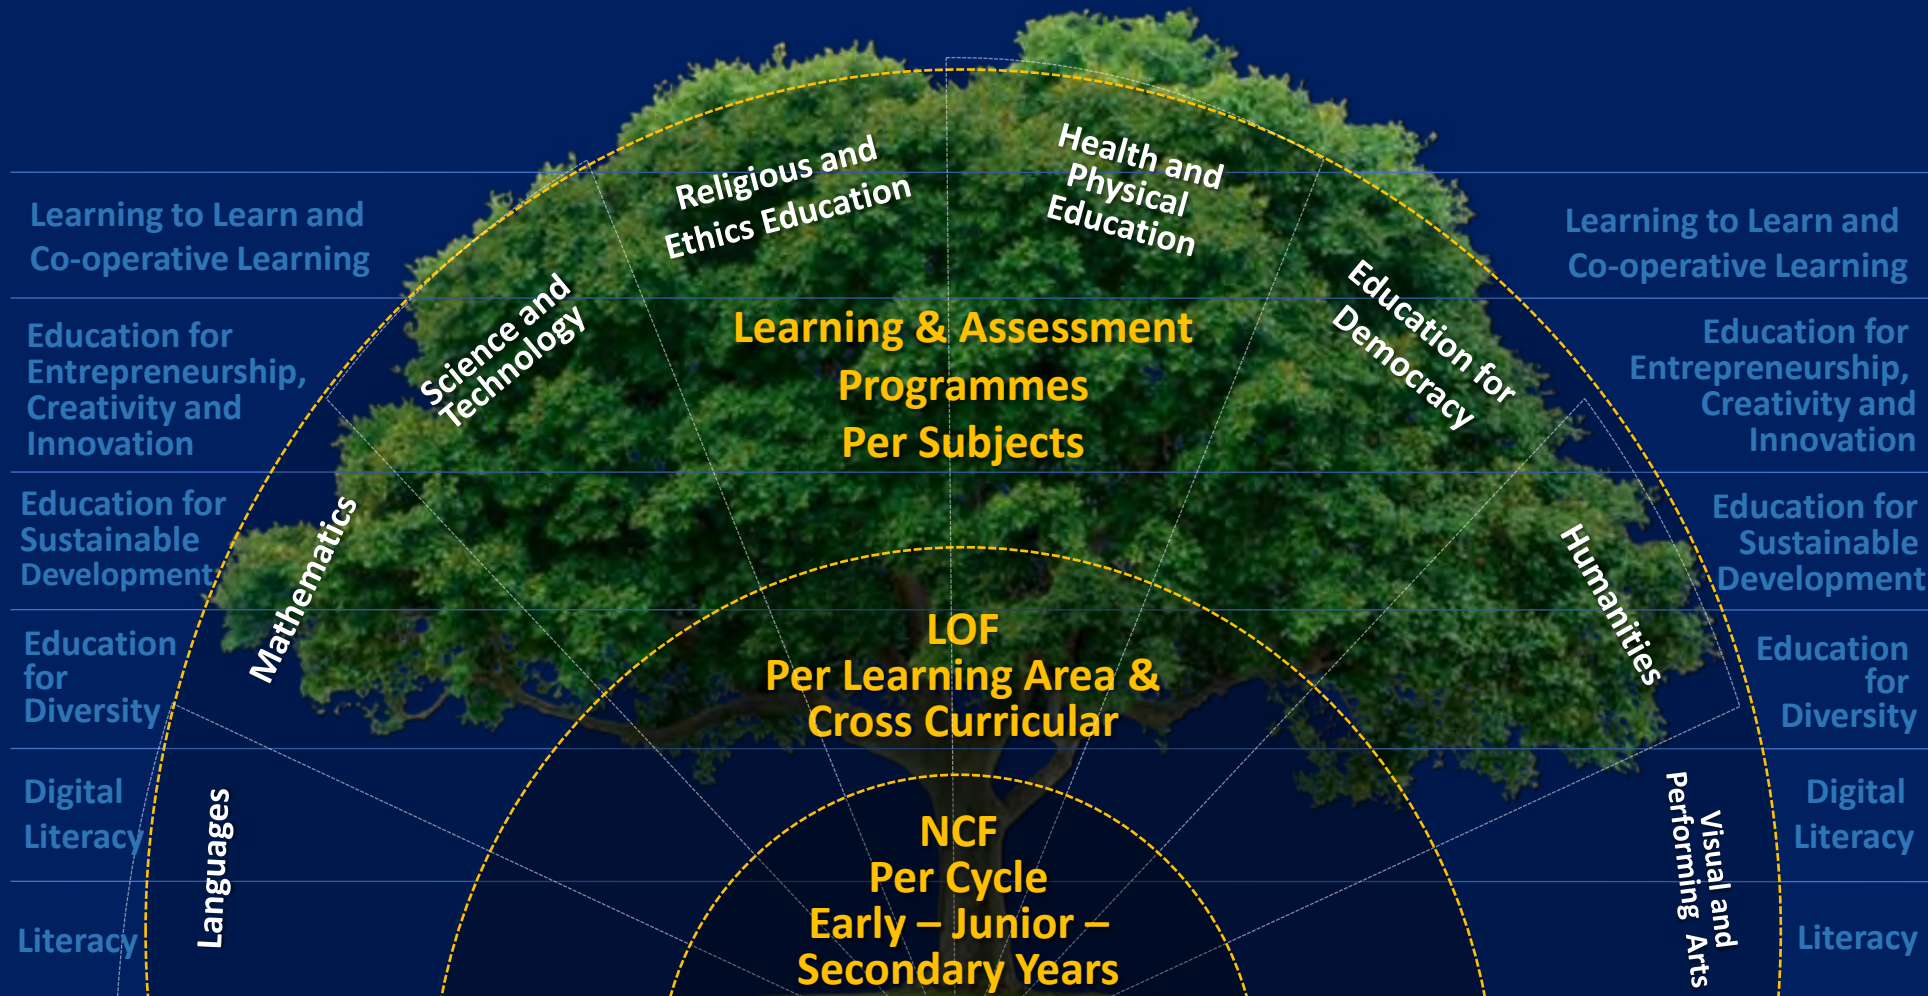 Learning to Learn and
Co-operative Learning
Education for
Entrepreneurship,
Creativity and
Innovation
Education for
Sustainable
Development
Education
for
Diversity
Digital
Literacy
Literacy
Languages
Mathematics
Science and
Technology
Religious and
Ethics Education
Health and
Physical
Education
Education for
Democracy
Humanities
Visual and
Performing Arts
Learning & Assessment
Programmes
Per Subjects
LOF
Per Learning Area &
Cross Curricular
NCF
Per Cycle
Early – Junior –
Secondary Years
Learning to Learn and
Co-operative Learning
Education for
Entrepreneurship,
Creativity and
Innovation
Education for
Sustainable
Development
Education
for
Diversity
Digital
Literacy
Literacy